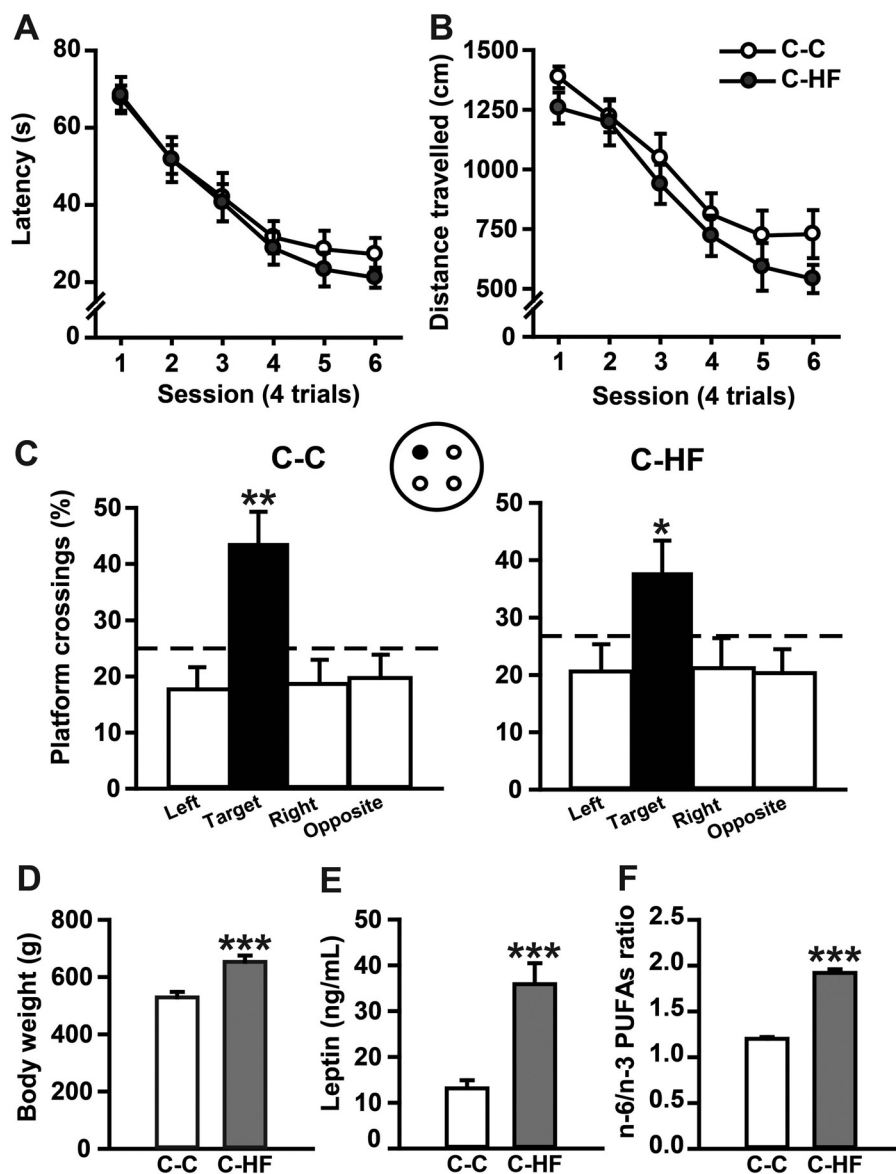 A
Latency (s)
80
60
40
20
0
1 2 3 4 5 6
Session (4 trials)
B
Distance travelled (cm)
1500
1250
1000
750
500
0
1 2 3 4 5 6
Session (4 trials)
C-C
C-HF
C
C-C
Platform crossings (%)
50
40
30
20
10
0
**
Left Target Right Opposite
C-HF
50
40
30
20
10
0
*
Left Target Right Opposite
D
Body weight (g)
800
600
400
200
0
***
C-C C-HF
E
Leptin (ng/mL)
50
40
30
20
10
0
***
C-C C-HF
F
n-6/n-3 PUFAs ratio
2.5
2.0
1.5
1.0
0.5
0.0
***
C-C C-HF